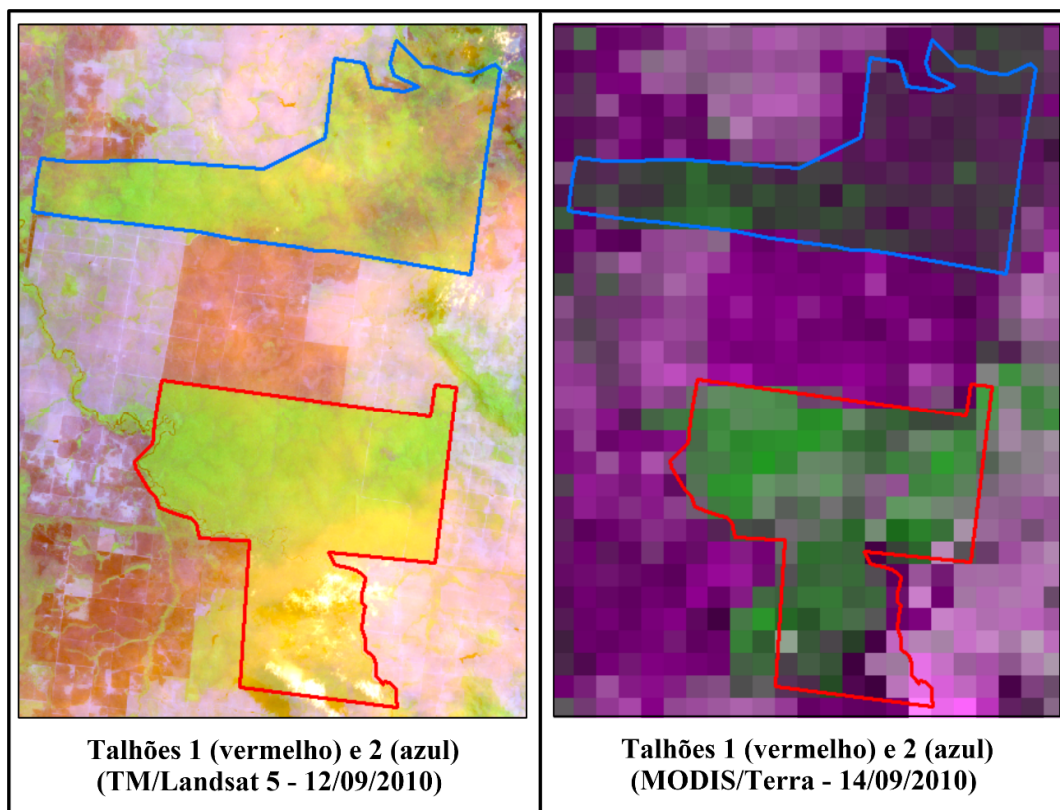 Talhões 1 (vermelho) e 2 (azul)
(TM/Landsat 5 - 12/09/2010)
Talhões 1 (vermelho) e 2 (azul)
(MODIS/Terra - 14/09/2010)